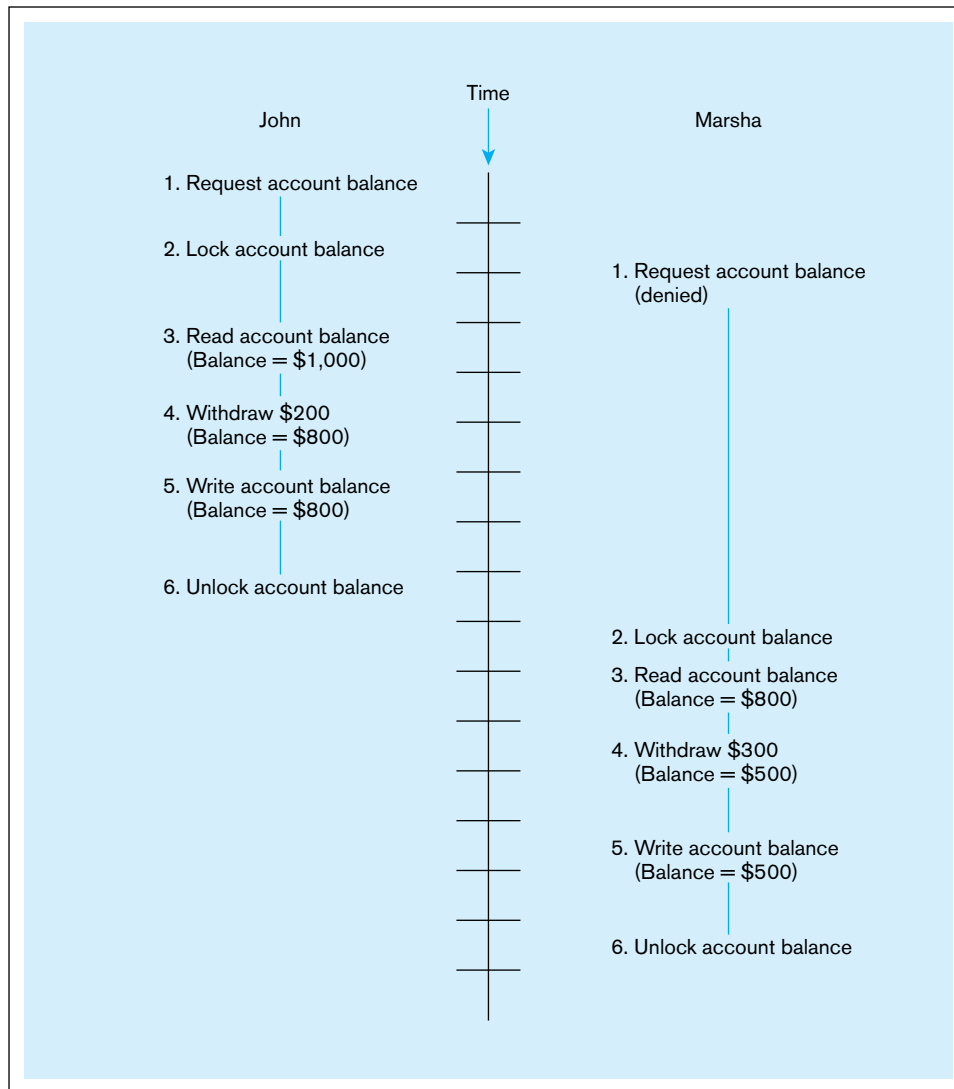 Time
John
Marsha
1. Request account balance
2. Lock account balance
1. Request account balance
(denied)
3. Read account balance
(Balance = $1,000)
4. Withdraw $200
(Balance = $800)
5. Write account balance
(Balance = $800)
6. Unlock account balance
2. Lock account balance
3. Read account balance
(Balance = $800)
4. Withdraw $300
(Balance = $500)
5. Write account balance
(Balance = $500)
6. Unlock account balance